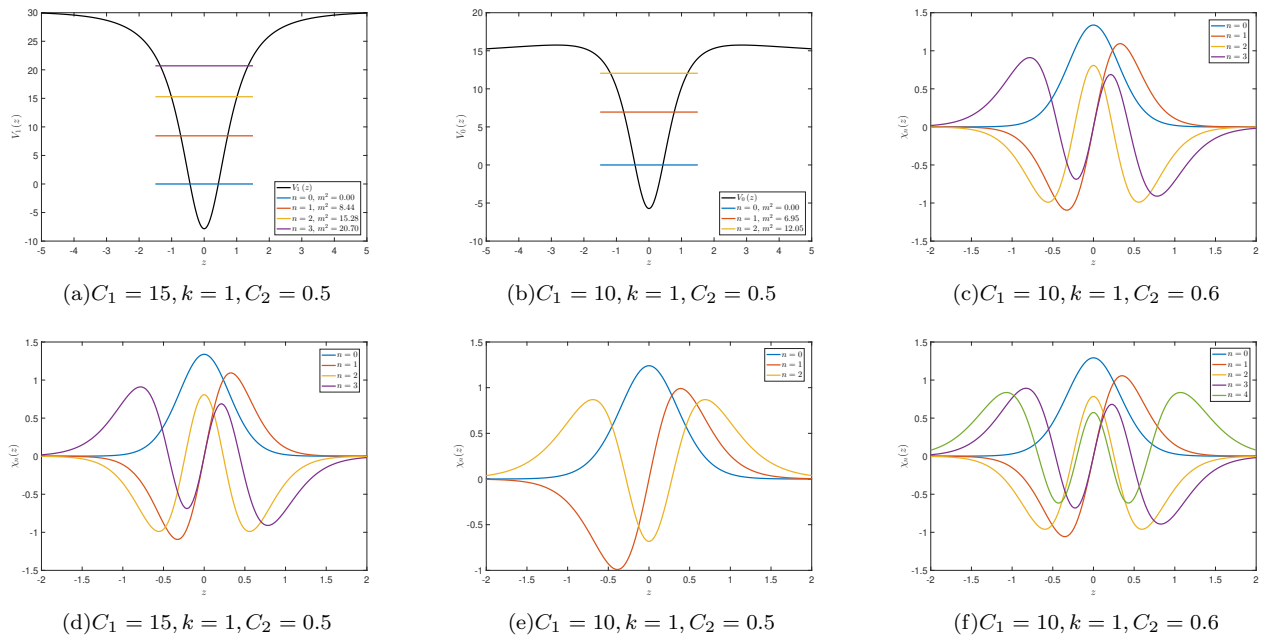 30
25
20
15
10
5
0
-5
-10
-5 -4 -3 -2 -1 0 1 2 3 4 5
z
V₁(z)
V₁(z)
n = 0, m² = 0.00
n = 1, m² = 8.44
n = 2, m² = 15.28
n = 3, m² = 20.70
(a)C₁ = 15, k = 1, C₂ = 0.5
20
15
10
5
0
-5
-10
-5 -4 -3 -2 -1 0 1 2 3 4 5
z
V₀(z)
V₀(z)
n = 0, m² = 0.00
n = 1, m² = 6.95
n = 2, m² = 12.05
(b)C₁ = 10, k = 1, C₂ = 0.5
1.5
1
0.5
0
-0.5
-1
-1.5
-2 -1.5 -1 -0.5 0 0.5 1 1.5 2
z
χₙ(z)
n = 0
n = 1
n = 2
n = 3
(c)C₁ = 10, k = 1, C₂ = 0.6
1.5
1
0.5
0
-0.5
-1
-1.5
-2 -1.5 -1 -0.5 0 0.5 1 1.5 2
z
χₙ(z)
n = 0
n = 1
n = 2
n = 3
(d)C₁ = 15, k = 1, C₂ = 0.5
1.5
1
0.5
0
-0.5
-1
-2 -1.5 -1 -0.5 0 0.5 1 1.5 2
z
χₙ(z)
n = 0
n = 1
n = 2
(e)C₁ = 10, k = 1, C₂ = 0.5
1.5
1
0.5
0
-0.5
-1
-1.5
-2 -1.5 -1 -0.5 0 0.5 1 1.5 2
z
χₙ(z)
n = 0
n = 1
n = 2
n = 3
n = 4
(f)C₁ = 10, k = 1, C₂ = 0.6